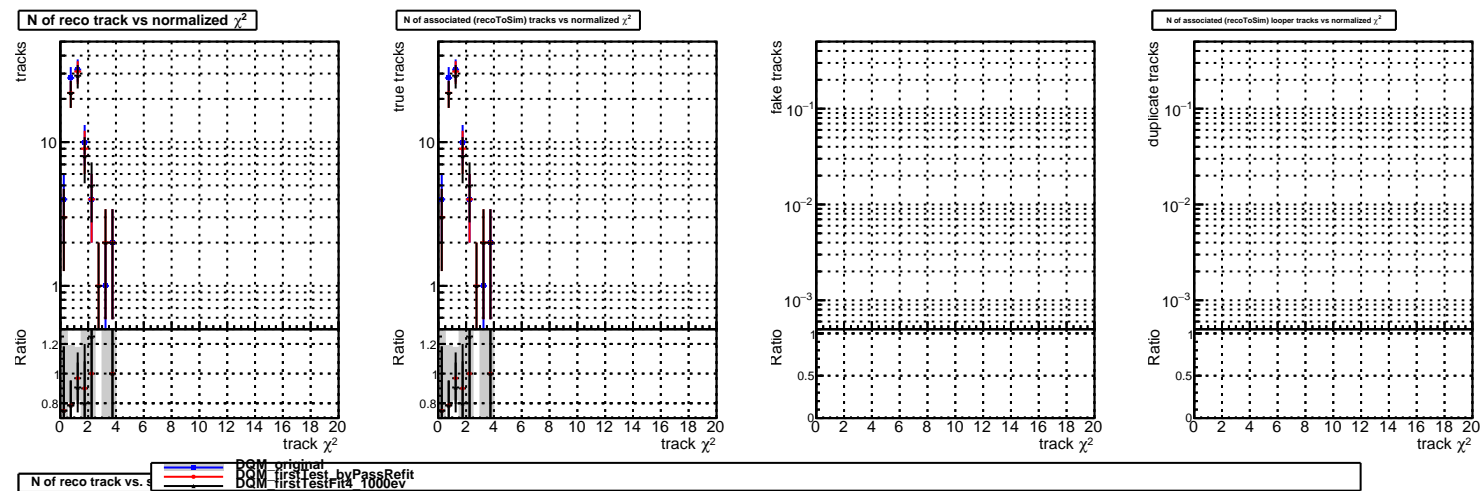 N of reco track vs normalized χ²
N of associated (recoToSim) tracks vs normalized χ²
N of associated (recoToSim) looper tracks vs normalized χ²
tracks
10
1
Ratio
1.2
1
0.8
0 2 4 6 8 10 12 14 16 18 20
track χ²
true tracks
10
1
Ratio
1.2
1
0.8
0 2 4 6 8 10 12 14 16 18 20
track χ²
fake tracks
10⁻¹
10⁻²
10⁻³
Ratio
1
0.5
0
0 2 4 6 8 10 12 14 16 18 20
track χ²
duplicate tracks
10⁻¹
10⁻²
10⁻³
Ratio
1
0.5
0
0 2 4 6 8 10 12 14 16 18 20
track χ²
N of reco track vs.
DQM_original
DQM_firstTest_byPassRefit
DQM_firstTestFit4_1000ev